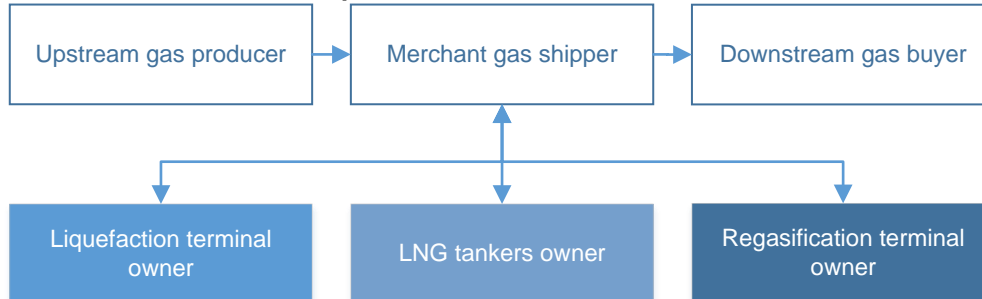 Upstream gas producer
Merchant gas shipper
Downstream gas buyer
Liquefaction terminal
owner
LNG tankers owner
Regasification terminal
owner